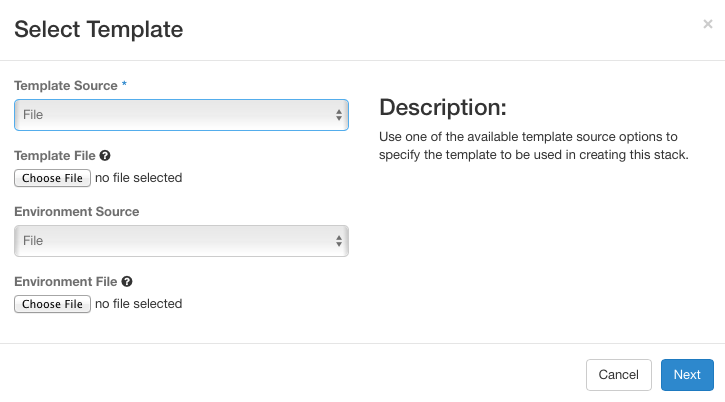 Select Template
×
Template Source *
File
Template File ?
Choose File no file selected
Environment Source
File
Environment File ?
Choose File no file selected
Description:
Use one of the available template source options to
specify the template to be used in creating this stack.
Cancel
Next